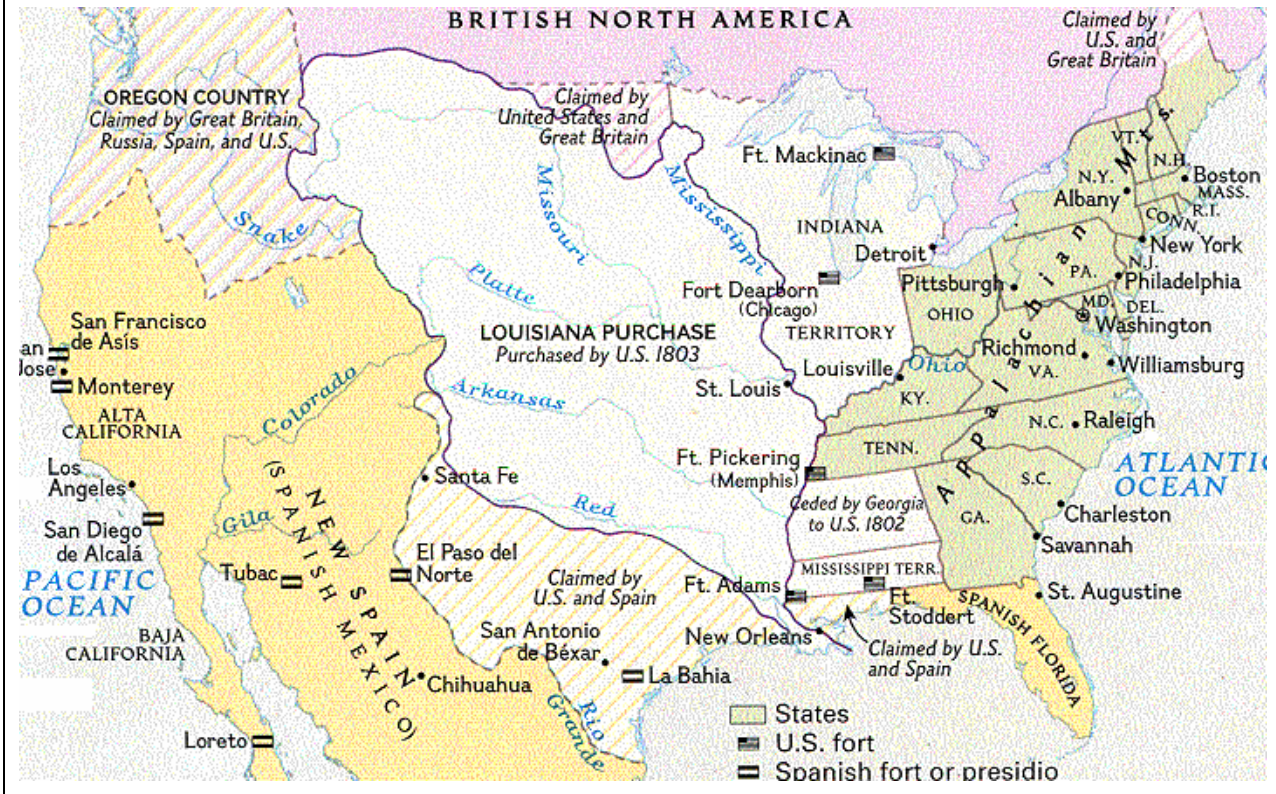 BRITISH NORTH AMERICA
Claimed by
U.S. and
Great Britain
OREGON COUNTRY
Claimed by Great Britain,
Russia, Spain, and U.S.
Claimed by
United States and
Great Britain
Ft. Mackinac
VT.
N.H.
Mts.
N.Y.
Albany
Boston
MASS.
R.I.
CONN.
New York
Missouri
Mississippi
INDIANA
Detroit
Snake
Platte
Fort Dearborn
(Chicago)
TERRITORY
Pittsburgh
PA.
N.J.
Philadelphia
OHIO
MD.
DEL.
Washington
Appalachian
San Francisco
de Asís
an
Jose
Monterey
LOUISIANA PURCHASE
Purchased by U.S. 1803
Richmond
VA.
Williamsburg
Louisville
Ohio
St. Louis
KY.
Arkansas
Colorado
ALTA
CALIFORNIA
N.C.
Raleigh
TENN.
Ft. Pickering
(Memphis)
Los
Angeles
Santa Fe
ATLANTIC
OCEAN
S.C.
Red
Ceded by Georgia
to U.S. 1802
GA.
Charleston
Gila
San Diego
de Alcalá
Savannah
NEW SPAIN
(SPANISH MEXICO)
El Paso del
Norte
Tubac
PACIFIC
OCEAN
Claimed by
U.S. and Spain
MISSISSIPPI TERR.
Ft. Adams
Ft.
Stoddert
SPANISH FLORIDA
St. Augustine
BAJA
CALIFORNIA
San Antonio
de Béxar
New Orleans
Claimed by U.S.
and Spain
La Bahia
Chihuahua
Rio
Grande
Loreto
States
U.S. fort
Spanish fort or presidio